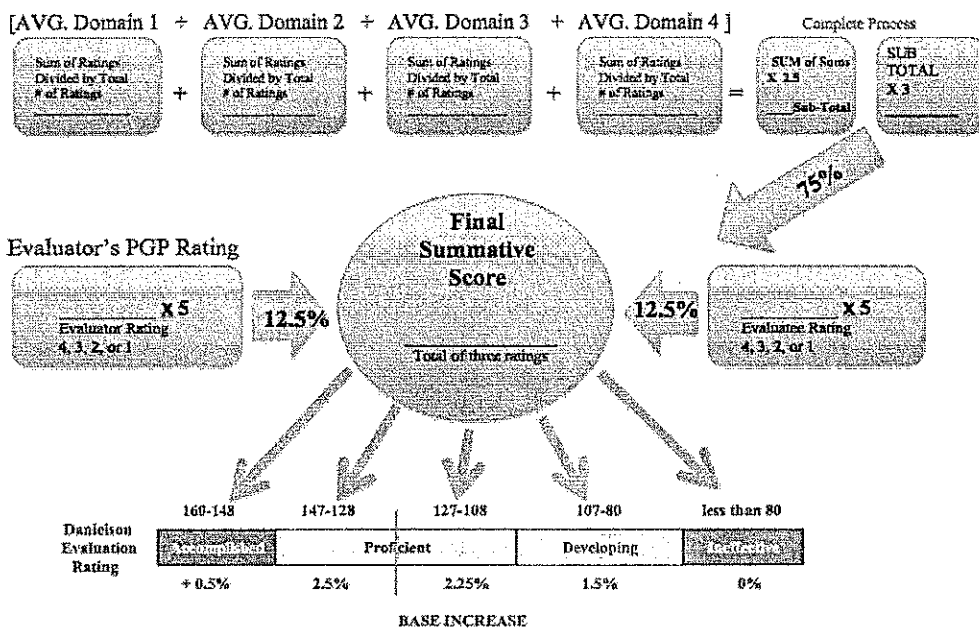 [AVG. Domain 1 + AVG. Domain 2 + AVG. Domain 3 + AVG. Domain 4 ]
Complete Process
Sum of Ratings
Divided by Total
# of Ratings
+
Sum of Ratings
Divided by Total
# of Ratings
+
Sum of Ratings
Divided by Total
# of Ratings
+
Sum of Ratings
Divided by Total
# of Ratings
=
SUM of Sums
X 2.5
Sub-Total
SUB
TOTAL
X 3
75%
Final
Summative
Score
Total of three ratings
Evaluator's PGP Rating
X 5
Evaluator Rating
4, 3, 2, or 1
12.5%
12.5%
X 5
Evaluatee Rating
4, 3, 2, or 1
160-148 147-128 127-108 107-80 less than 80
Danielson
Evaluation
Rating
Accomplished Proficient Developing Ineffective
+ 0.5% 2.5% 2.25% 1.5% 0%
BASE INCREASE